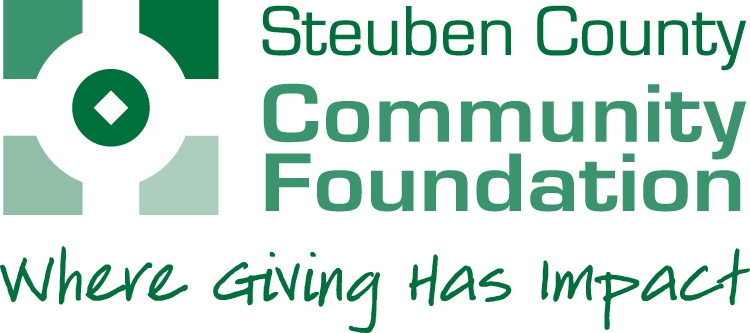 Steuben County
Community
Foundation
Where Giving Has Impact